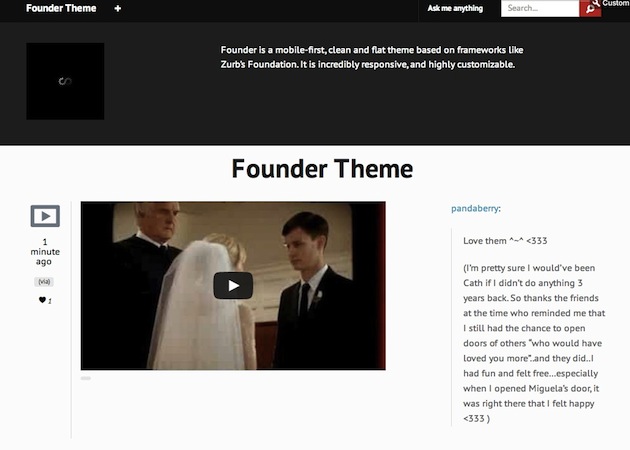 Founder Theme +
Ask me anything
Search...
Custom
Founder is a mobile-first, clean and flat theme based on frameworks like
Zurb's Foundation. It is incredibly responsive, and highly customizable.
Founder Theme
1
minute
ago
(via)
♥ 1
pandaberry:
Love them ^~^ <333
(I'm pretty sure I would've been
Cath if I didn't do anything 3
years back. So thanks the friends
at the time who reminded me that
I still had the chance to open
doors of others "who would have
loved you more"..and they did..I
had fun and felt free...especially
when I opened Miguela's door, it
was right there that I felt happy
<333 )